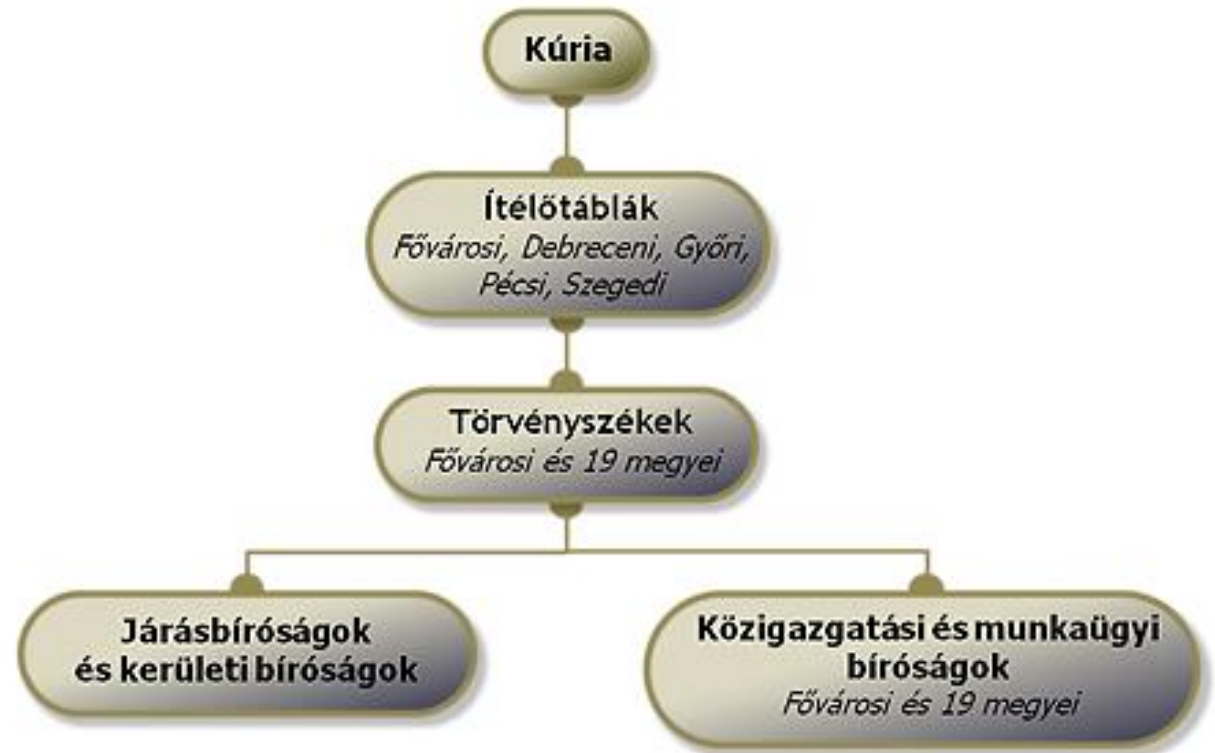 Kúria
Ítélőtáblák
Fővárosi, Debreceni, Győri,
Pécsi, Szegedi
Törvényszékek
Fővárosi és 19 megyei
Járásbíróságok
és kerületi bíróságok
Közigazgatási és munkaügyi
bíróságok
Fővárosi és 19 megyei